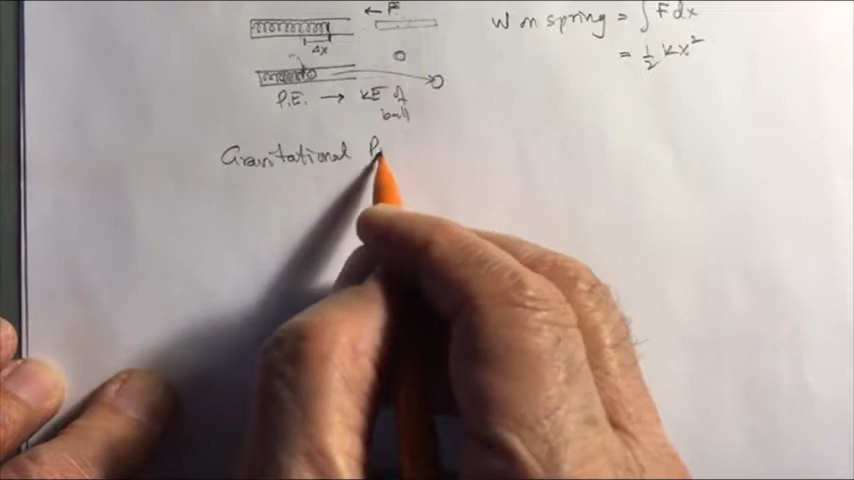 ← F
W on spring = ∫ F dx
Δx
= 1/2 kx²
P.E. → KE of
ball
Gravitational P.